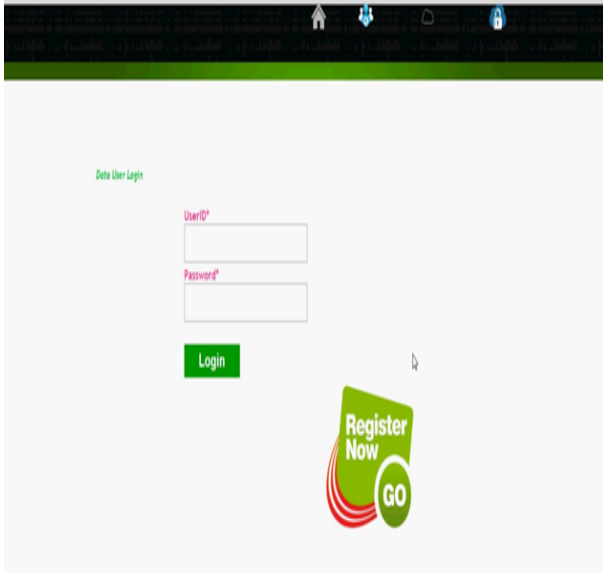 Data User Login
UserID*
Password*
Login
Register
Now
GO